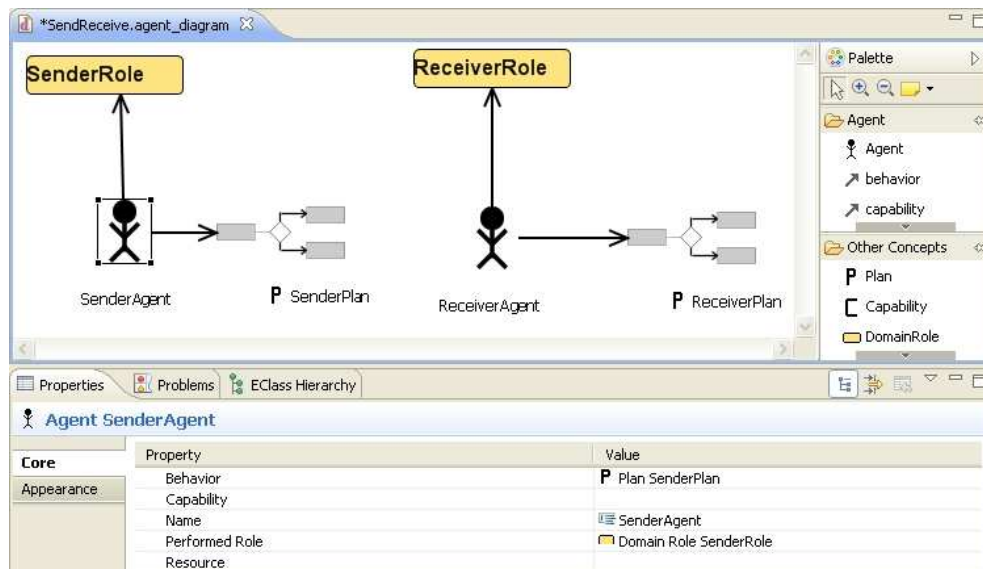 *SendReceive.agent_diagram
SenderRole
ReceiverRole
SenderAgent
P SenderPlan
ReceiverAgent
P ReceiverPlan
Palette
Agent
Agent
behavior
capability
Other Concepts
P Plan
Capability
DomainRole
Properties
Problems
EClass Hierarchy
Agent SenderAgent
Core
Appearance
Property Value
Behavior P Plan SenderPlan
Capability
Name SenderAgent
Performed Role Domain Role SenderRole
Resource